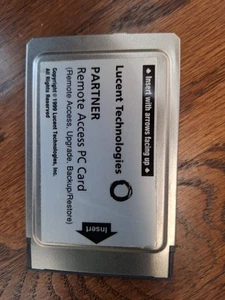 ◆ Insert with arrows facing up ◆
Lucent Technologies
PARTNER
Remote Access PC Card
(Remote Access, Upgrade, Backup/Restore)
Copyright © 1999 Lucent Technologies, Inc.
All Rights Reserved
Insert